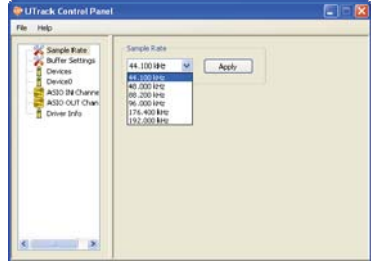 UTrack Control Panel
File Help
Sample Rate
Buffer Settings
Devices
Device0
ASIO IN Channe
ASIO OUT Chan
Driver Info
Sample Rate
44.100 kHz
Apply
44.100 kHz
48.000 kHz
88.200 kHz
96.000 kHz
176.400 kHz
192.000 kHz